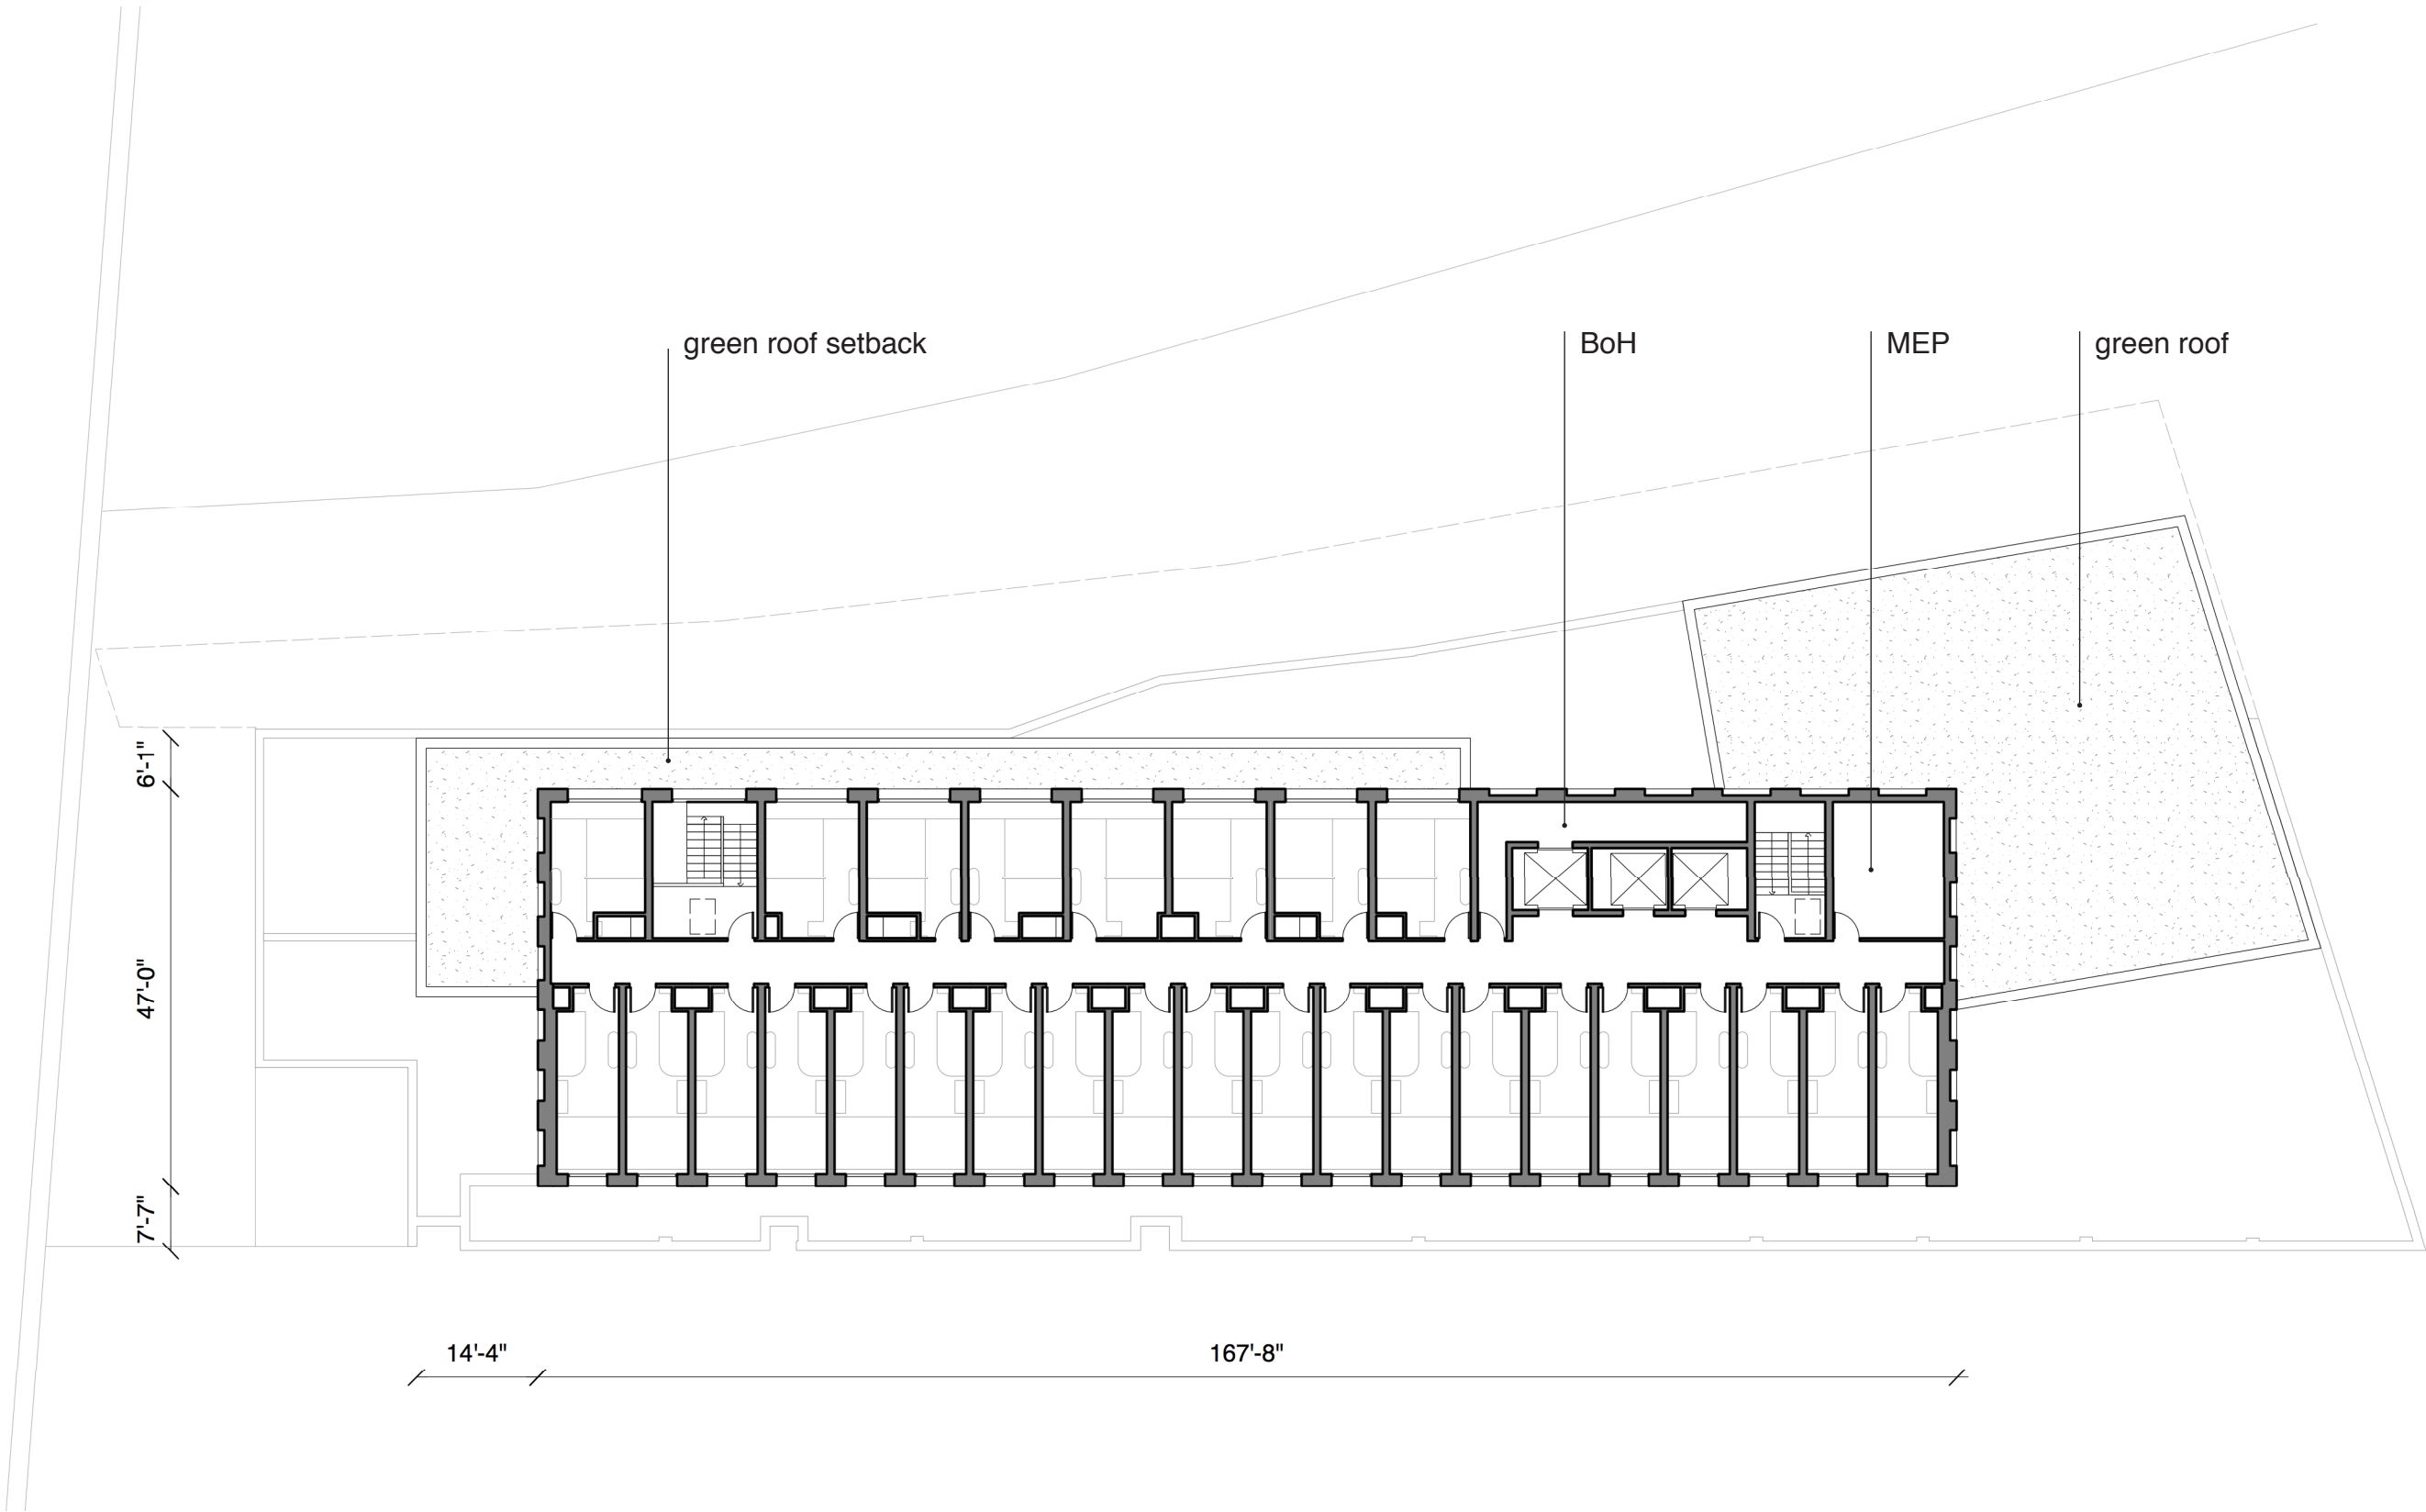 green roof setback
BoH
MEP
green roof
6'-1"
47'-0"
7'-7"
14'-4"
167'-8"